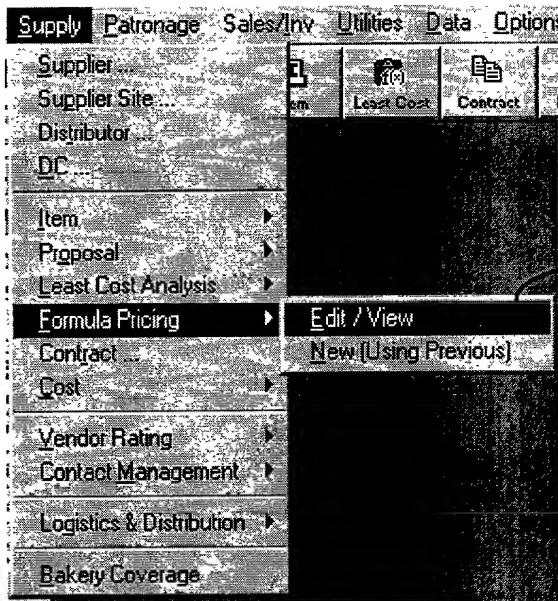 Supply Patronage Sales/Inv Utilities Data Option
Supplier ...
Supplier Site ...
Distributor ...
DC ...
Least Cost Contract
Item
Proposal
Least Cost Analysis
Formula Pricing
Edit / View
New (Using Previous)
Contract ...
Cost
Vendor Rating
Contact Management
Logistics & Distribution
Bakery Coverage